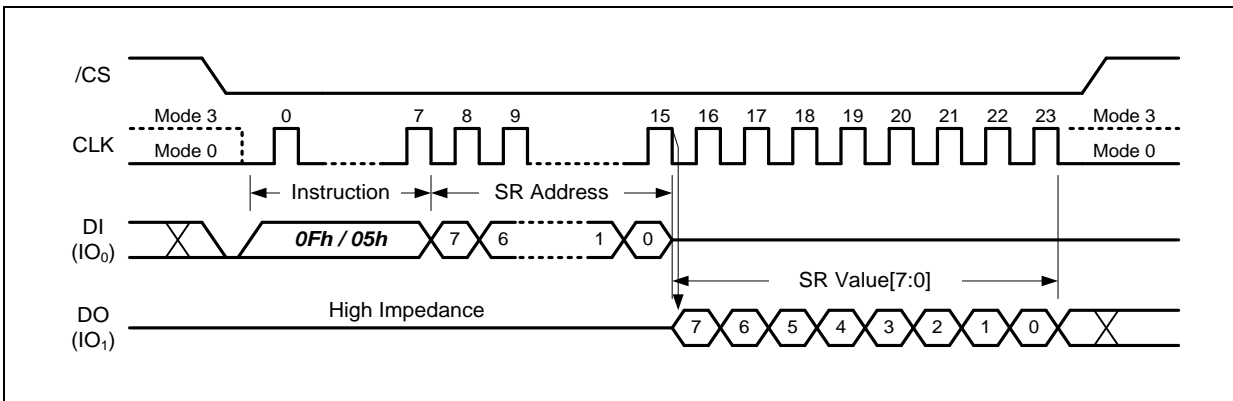 /CS
Mode 3 0 7 8 9 15 16 17 18 19 20 21 22 23 Mode 3
CLK
Mode 0 Mode 0
Instruction SR Address
DI
(IO₀)
0Fh / 05h 7 6 1 0
SR Value[7:0]
High Impedance
DO
(IO₁)
7 6 5 4 3 2 1 0